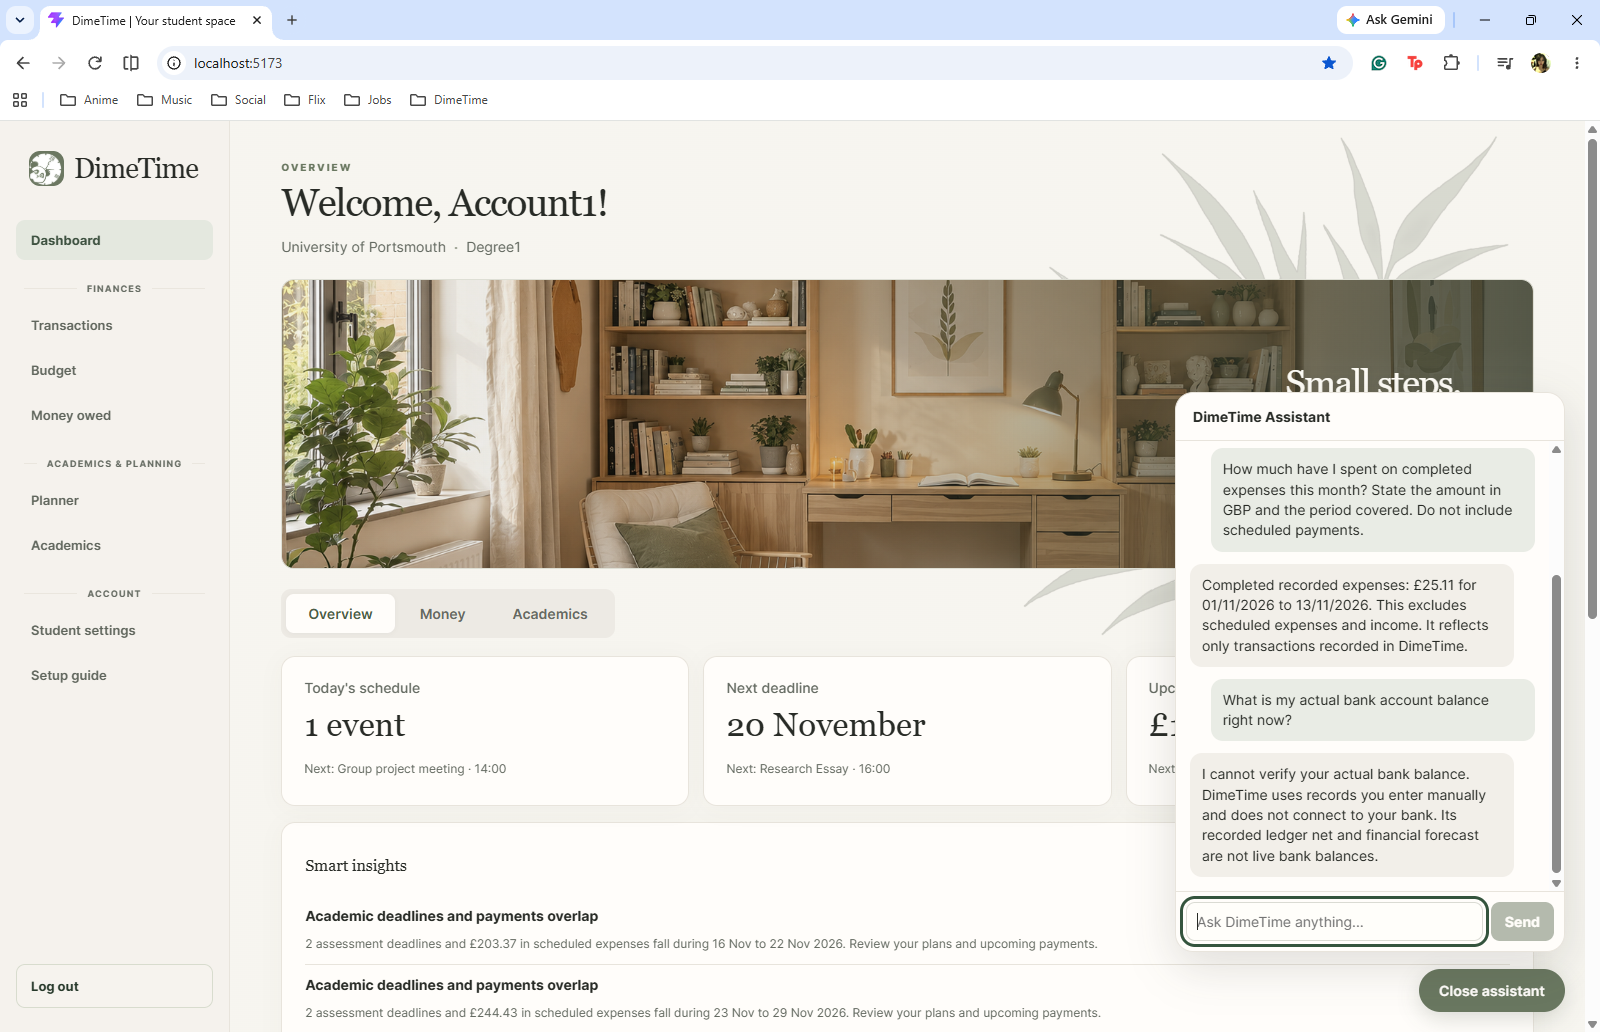 DimeTime | Your student space
Ask Gemini
localhost:5173
Anime
Music
Social
Flix
Jobs
DimeTime
DimeTime
Dashboard
FINANCES
Transactions
Budget
Money owed
ACADEMICS & PLANNING
Planner
Academics
ACCOUNT
Student settings
Setup guide
Log out
OVERVIEW
Welcome, Account1!
University of Portsmouth · Degree1
Small steps.
Overview
Money
Academics
Today's schedule
1 event
Next: Group project meeting · 14:00
Next deadline
20 November
Next: Research Essay · 16:00
Next
Smart insights
Academic deadlines and payments overlap
2 assessment deadlines and £203.37 in scheduled expenses fall during 16 Nov to 22 Nov 2026. Review your plans and upcoming payments.
Academic deadlines and payments overlap
2 assessment deadlines and £244.43 in scheduled expenses fall during 23 Nov to 29 Nov 2026. Review your plans and upcoming payments.
DimeTime Assistant
How much have I spent on completed
expenses this month? State the amount in
GBP and the period covered. Do not include
scheduled payments.
Completed recorded expenses: £25.11 for
01/11/2026 to 13/11/2026. This excludes
scheduled expenses and income. It reflects
only transactions recorded in DimeTime.
What is my actual bank account balance
right now?
I cannot verify your actual bank balance.
DimeTime uses records you enter manually
and does not connect to your bank. Its
recorded ledger net and financial forecast
are not live bank balances.
Ask DimeTime anything...
Send
Close assistant